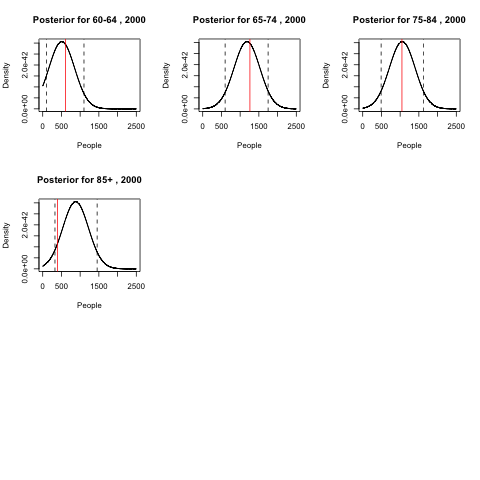 Posterior for 60-64 , 2000
Density
0.0e+00 2.0e-42
0 500 1500 2500
People
Posterior for 65-74 , 2000
Density
0.0e+00 2.0e-42
0 500 1500 2500
People
Posterior for 75-84 , 2000
Density
0.0e+00 2.0e-42
0 500 1500 2500
People
Posterior for 85+ , 2000
Density
0.0e+00 2.0e-42
0 500 1500 2500
People